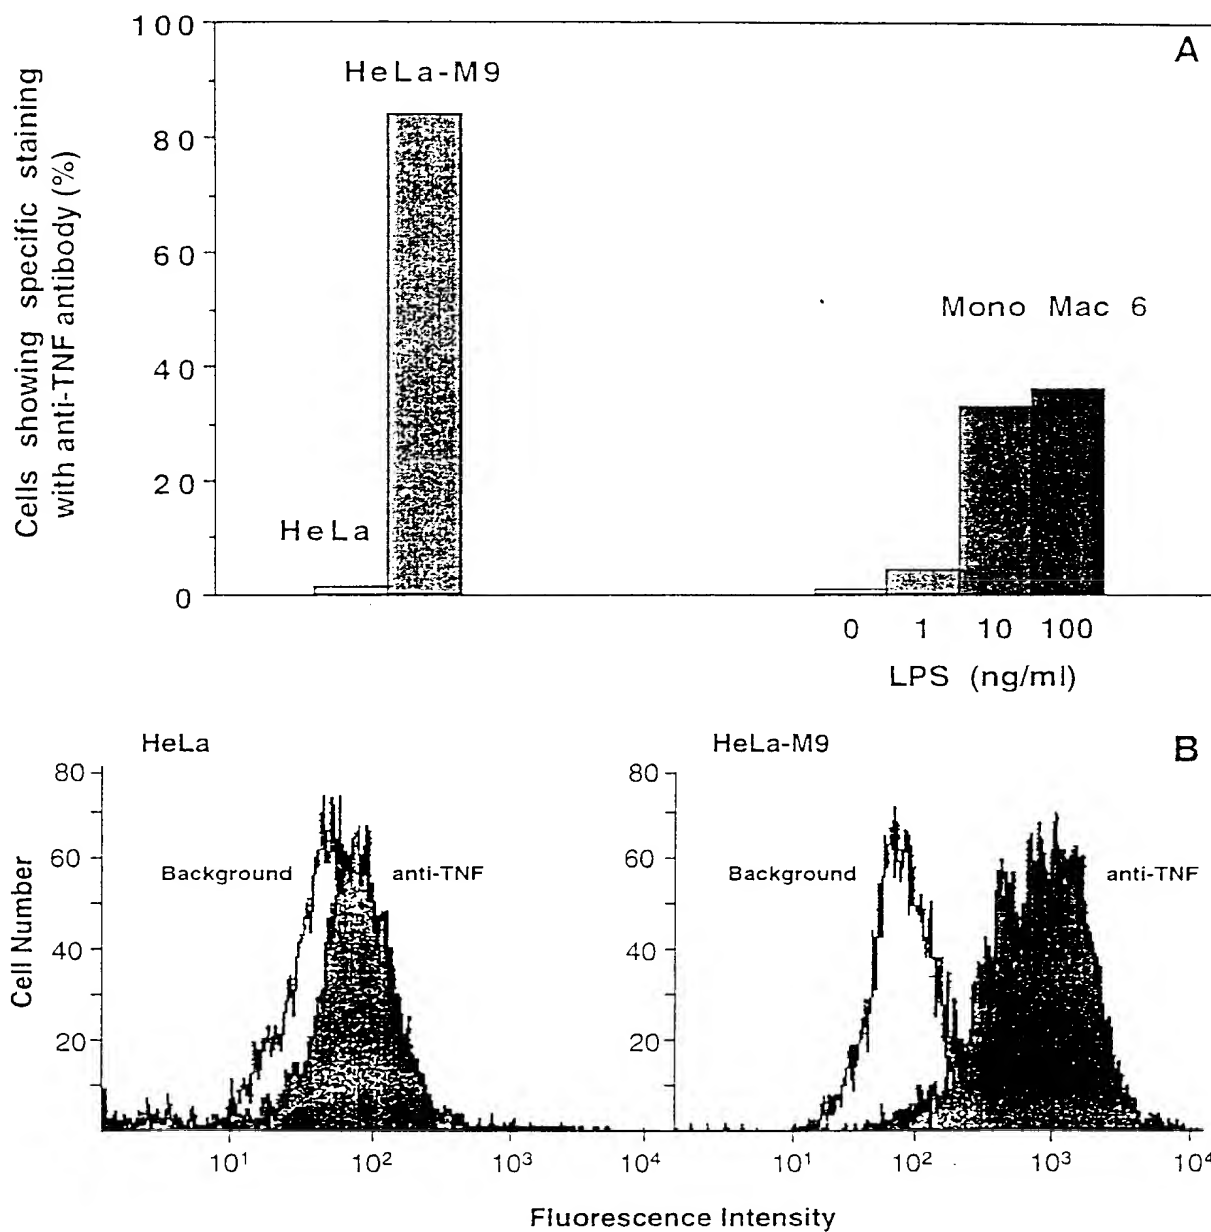 A
Cells showing specific staining
with anti-TNF antibody (%)
100
80
60
40
20
0
HeLa-M9
HeLa
Mono Mac 6
0 1 10 100
LPS (ng/ml)
B
HeLa
HeLa-M9
Cell Number
80
60
40
20
Background
anti-TNF
10¹ 10² 10³ 10⁴
80
60
40
20
Background
anti-TNF
10¹ 10² 10³ 10⁴
Fluorescence Intensity